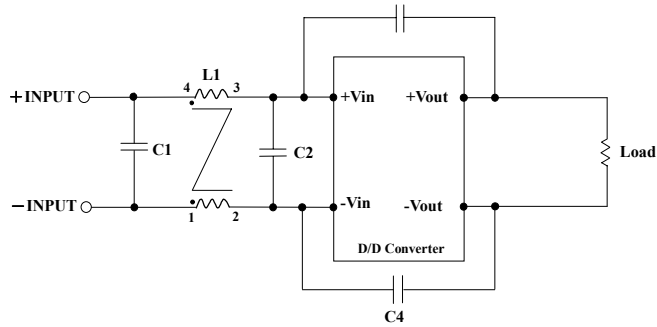 L1
4 3
+INPUT
+Vin
+Vout
C1
C2
Load
−INPUT
1 2
-Vin
-Vout
D/D Converter
C4